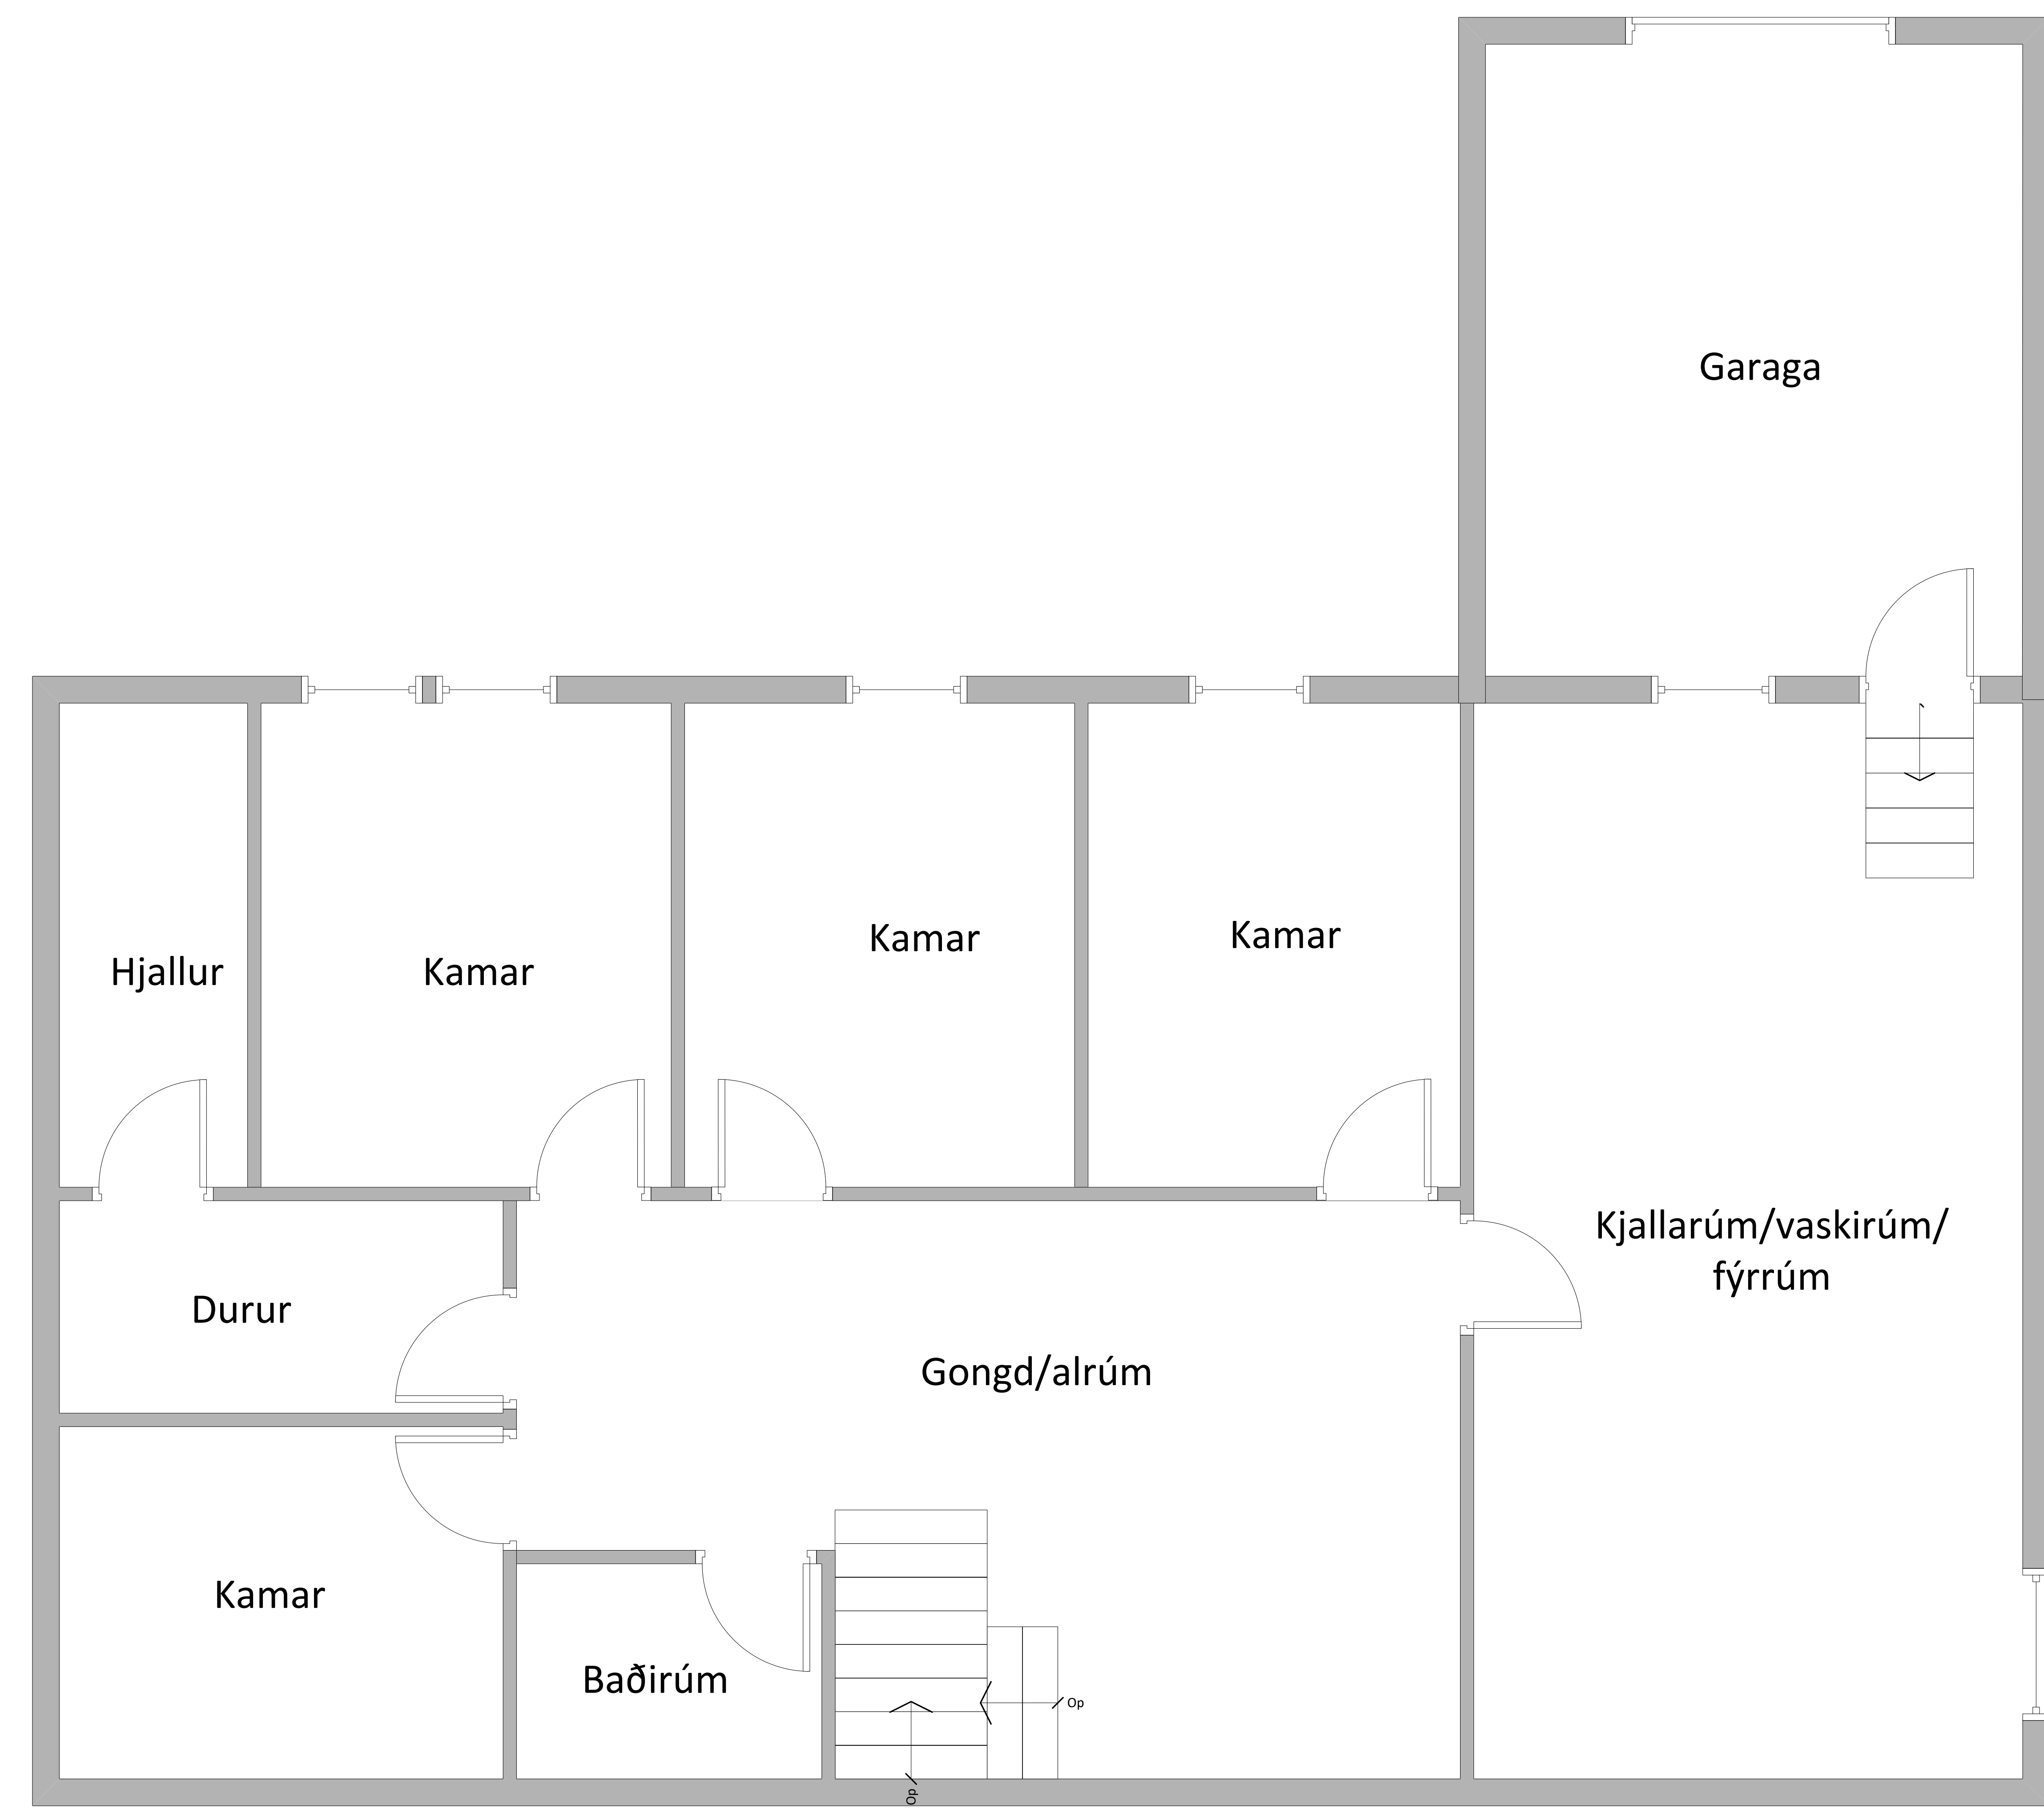 Garaga
Hjallur
Kamar
Kamar
Kamar
Kjallarúm/vaskirúm/
fýrrúm
Durur
Gongd/alrúm
Kamar
Baðirúm
Op
Op